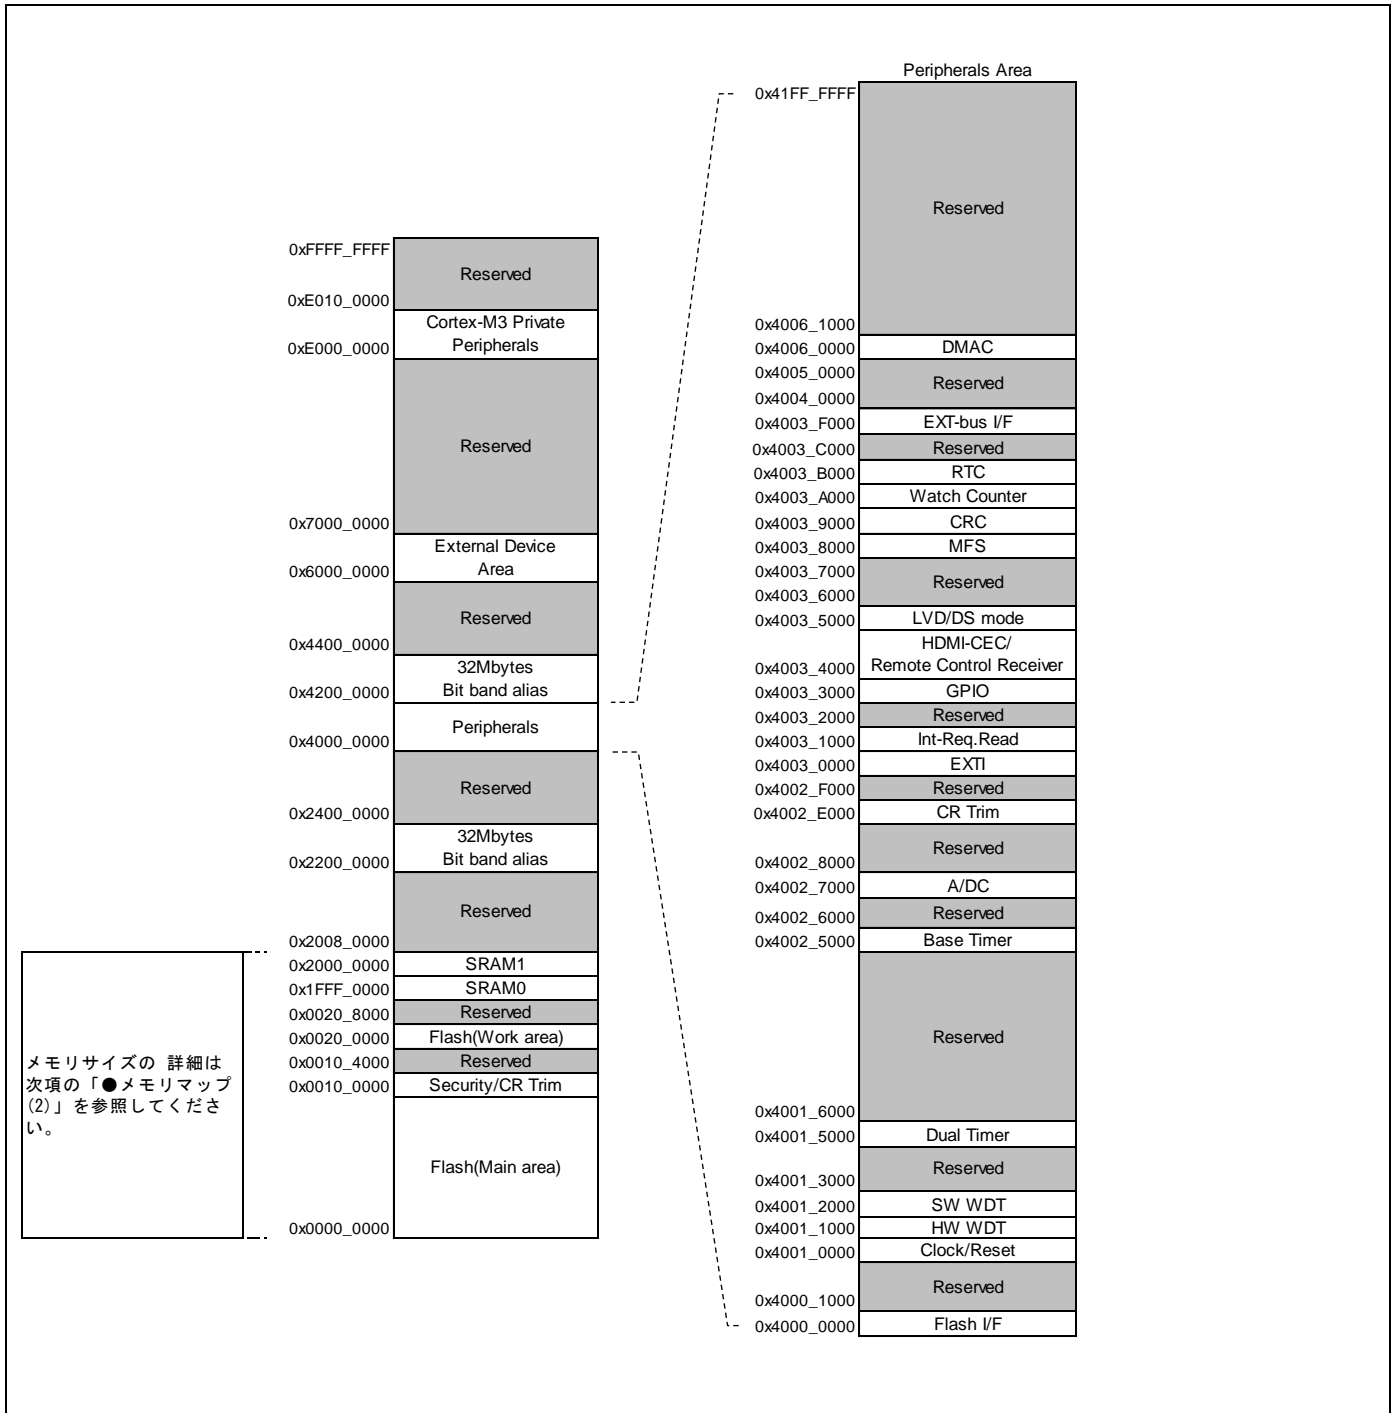 Peripherals Area
0x41FF_FFFF
Reserved
0x4006_1000
0x4006_0000 DMAC
0x4005_0000
Reserved
0x4004_0000
0x4003_F000 EXT-bus I/F
0x4003_C000 Reserved
0x4003_B000 RTC
0x4003_A000 Watch Counter
0x4003_9000 CRC
0x4003_8000 MFS
0x4003_7000
Reserved
0x4003_6000
0x4003_5000 LVD/DS mode
HDMI-CEC/
0x4003_4000 Remote Control Receiver
0x4003_3000 GPIO
0x4003_2000 Reserved
0x4003_1000 Int-Req.Read
0x4003_0000 EXTI
0x4002_F000 Reserved
0x4002_E000 CR Trim
Reserved
0x4002_8000
0x4002_7000 A/DC
0x4002_6000 Reserved
0x4002_5000 Base Timer
Reserved
0x4001_6000
0x4001_5000 Dual Timer
Reserved
0x4001_3000
0x4001_2000 SW WDT
0x4001_1000 HW WDT
0x4001_0000 Clock/Reset
Reserved
0x4000_1000
0x4000_0000 Flash I/F
0xFFFF_FFFF
Reserved
0xE010_0000
Cortex-M3 Private
0xE000_0000 Peripherals
Reserved
0x7000_0000
External Device
0x6000_0000 Area
Reserved
0x4400_0000
32Mbytes
0x4200_0000 Bit band alias
Peripherals
0x4000_0000
Reserved
0x2400_0000
32Mbytes
0x2200_0000 Bit band alias
Reserved
0x2008_0000
0x2000_0000 SRAM1
0x1FFF_0000 SRAM0
0x0020_8000 Reserved
0x0020_0000 Flash(Work area)
0x0010_4000 Reserved
0x0010_0000 Security/CR Trim
Flash(Main area)
0x0000_0000
メモリサイズの 詳細は
次項の「●メモリマップ
(2)」を参照してくださ
い。